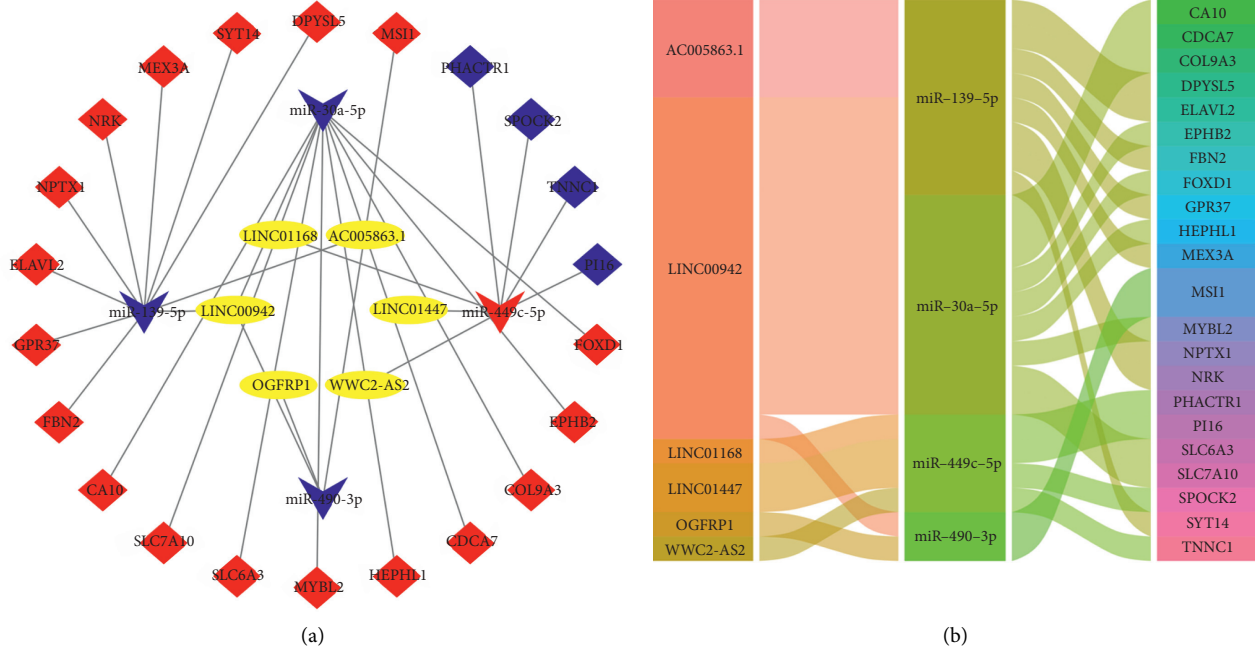 DPYSL5
SYT14
MSI1
MEX3A
PHACTR1
miR-30a-5p
NRK
SPOCK2
NPTX1
TNNC1
LINC01168
AC005863.1
ELAVL2
PI16
miR-139-5p
LINC00942
LINC01447
miR-449c-5p
GPR37
FOXD1
OGFRP1
WWC2-AS2
FBN2
EPHB2
CA10
miR-490-3p
COL9A3
SLC7A10
CDCA7
SLC6A3
MYBL2
HEPHL1
(a)
AC005863.1
LINC00942
LINC01168
LINC01447
OGFRP1
WWC2-AS2
miR-139-5p
miR-30a-5p
miR-449c-5p
miR-490-3p
CA10
CDCA7
COL9A3
DPYSL5
ELAVL2
EPHB2
FBN2
FOXD1
GPR37
HEPHL1
MEX3A
MSI1
MYBL2
NPTX1
NRK
PHACTR1
PI16
SLC6A3
SLC7A10
SPOCK2
SYT14
TNNC1
(b)